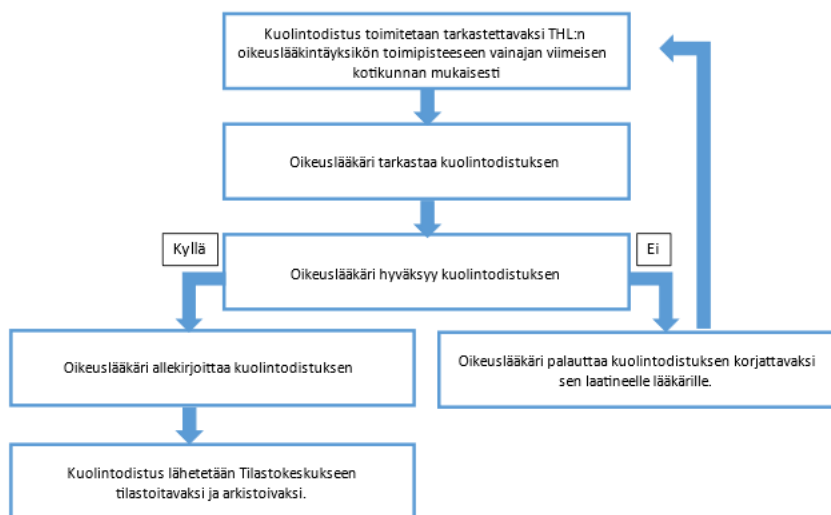 Kuolintodistus toimitetaan tarkastettavaksi THL:n
oikeuslääkintäyksikön toimipisteeseen vainajan viimeisen
kotikunnan mukaisesti
Oikeuslääkäri tarkastaa kuolintodistuksen
Kyllä
Ei
Oikeuslääkäri hyväksyy kuolintodistuksen
Oikeuslääkäri allekirjoittaa kuolintodistuksen
Oikeuslääkäri palauttaa kuolintodistuksen korjattavaksi
sen laatineelle lääkärille.
Kuolintodistus lähetetään Tilastokeskukseen
tilastoitavaksi ja arkistoivaksi.